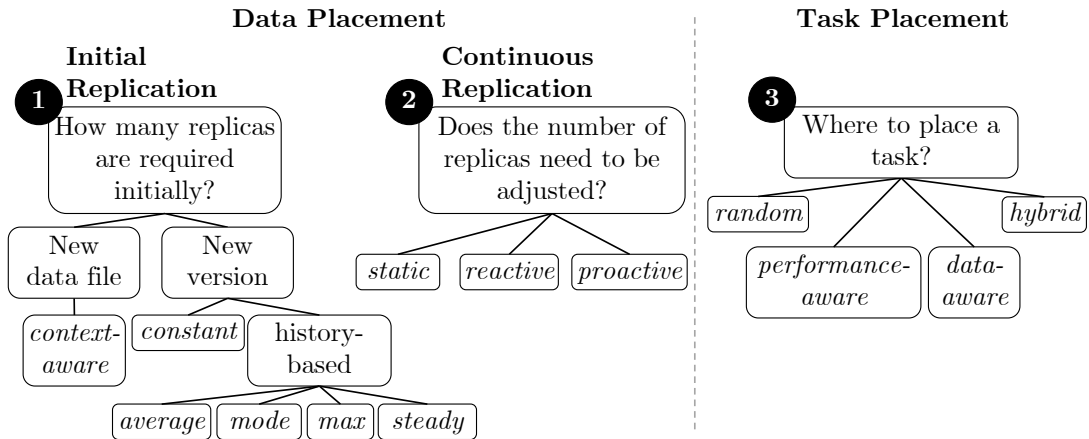 Data Placement
Task Placement
Initial
Replication
Continuous
Replication
1
How many replicas
are required
initially?
2
Does the number of
replicas need to be
adjusted?
3
Where to place a
task?
New
data file
New
version
context-
aware
constant
history-
based
average
mode
max
steady
static
reactive
proactive
random
performance-
aware
data-
aware
hybrid